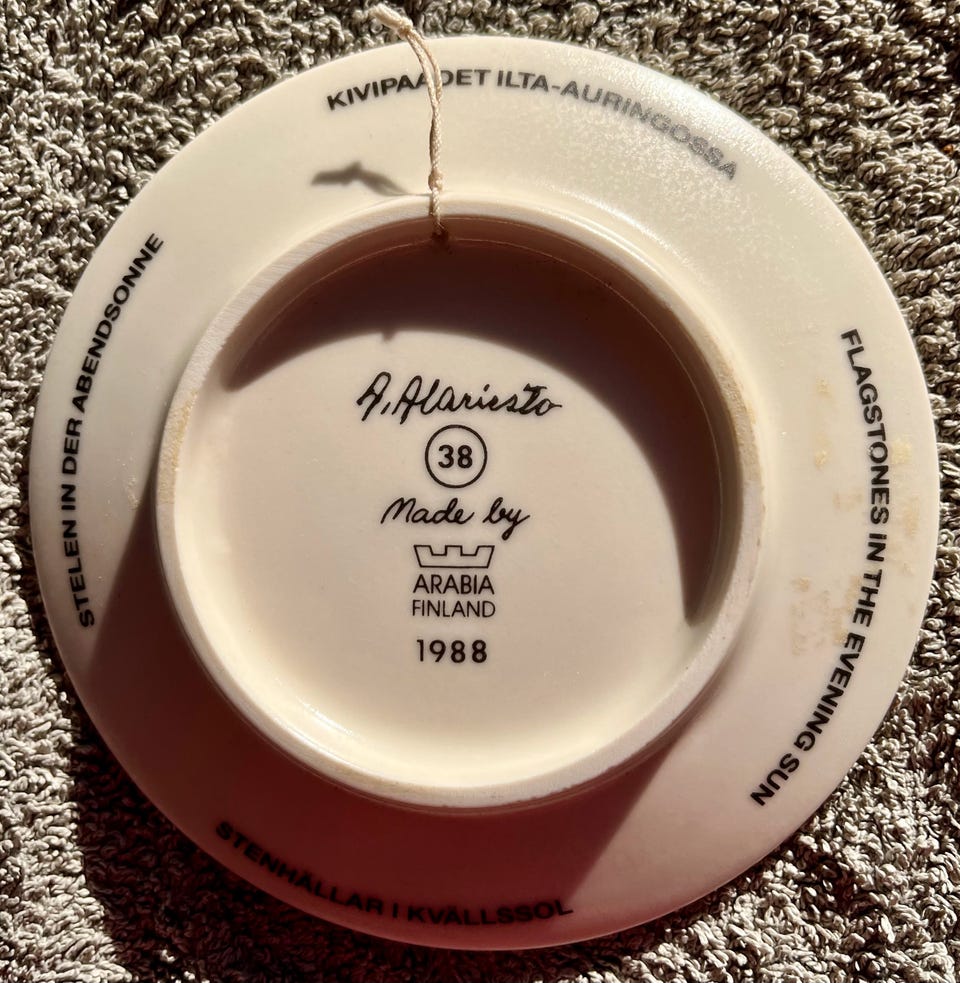 KIVIPAADET ILTA-AURINGOSSA
FLAGSTONES IN THE EVENING SUN
STENHÄLLAR I KVÄLLSSOL
STELEN IN DER ABENDSONNE
A. Alariesto
38
Made by
ARABIA
FINLAND
1988